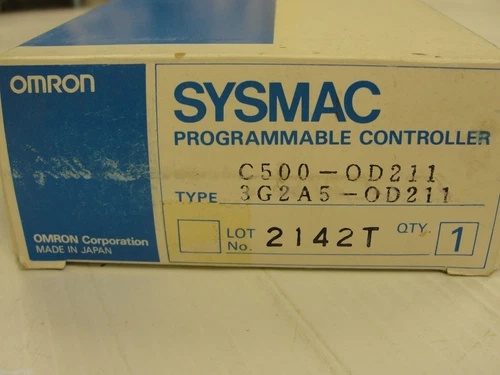 OMRON
SYSMAC
PROGRAMMABLE CONTROLLER
C500-OD211
TYPE 3G2A5-OD211
LOT No. 2142T QTY. 1
OMRON Corporation
MADE IN JAPAN